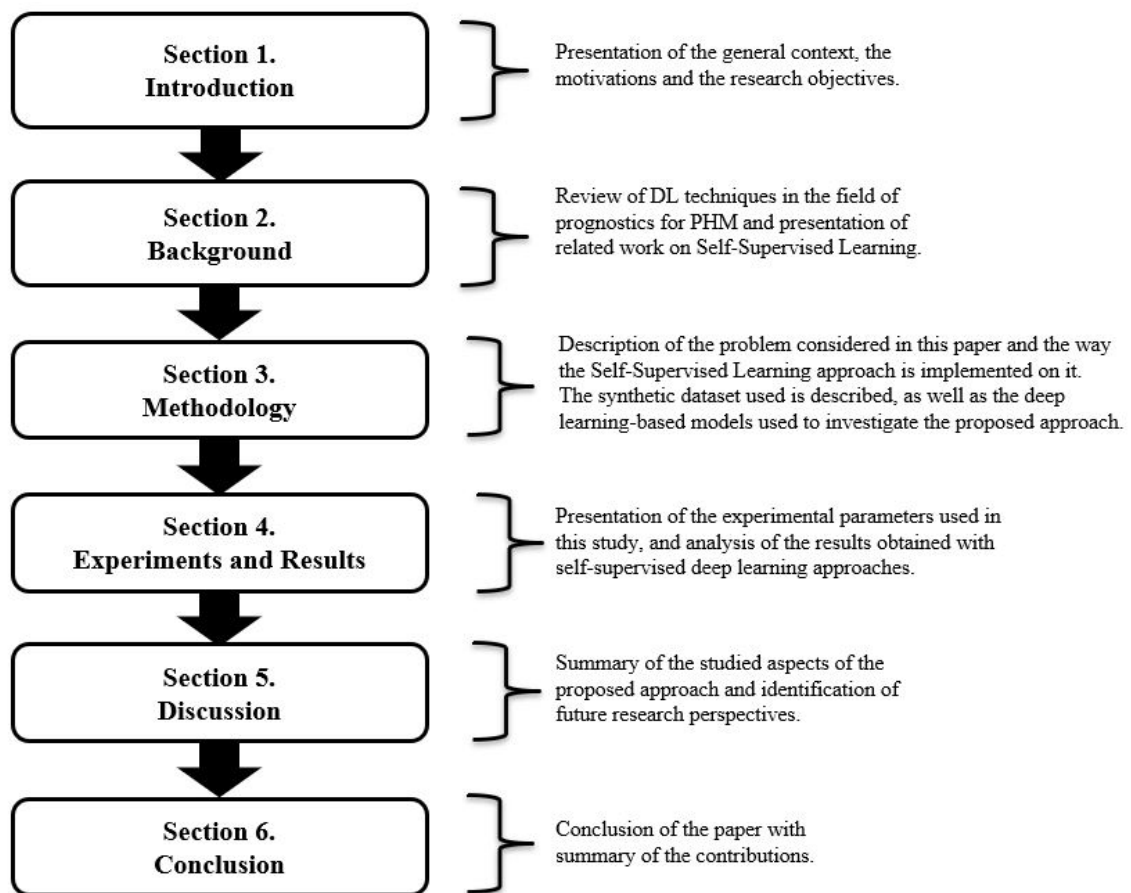 Section 1.
Introduction
Presentation of the general context, the
motivations and the research objectives.
Section 2.
Background
Review of DL techniques in the field of
prognostics for PHM and presentation of
related work on Self-Supervised Learning.
Section 3.
Methodology
Description of the problem considered in this paper and the way
the Self-Supervised Learning approach is implemented on it.
The synthetic dataset used is described, as well as the deep
learning-based models used to investigate the proposed approach.
Section 4.
Experiments and Results
Presentation of the experimental parameters used in
this study, and analysis of the results obtained with
self-supervised deep learning approaches.
Section 5.
Discussion
Summary of the studied aspects of the
proposed approach and identification of
future research perspectives.
Section 6.
Conclusion
Conclusion of the paper with
summary of the contributions.